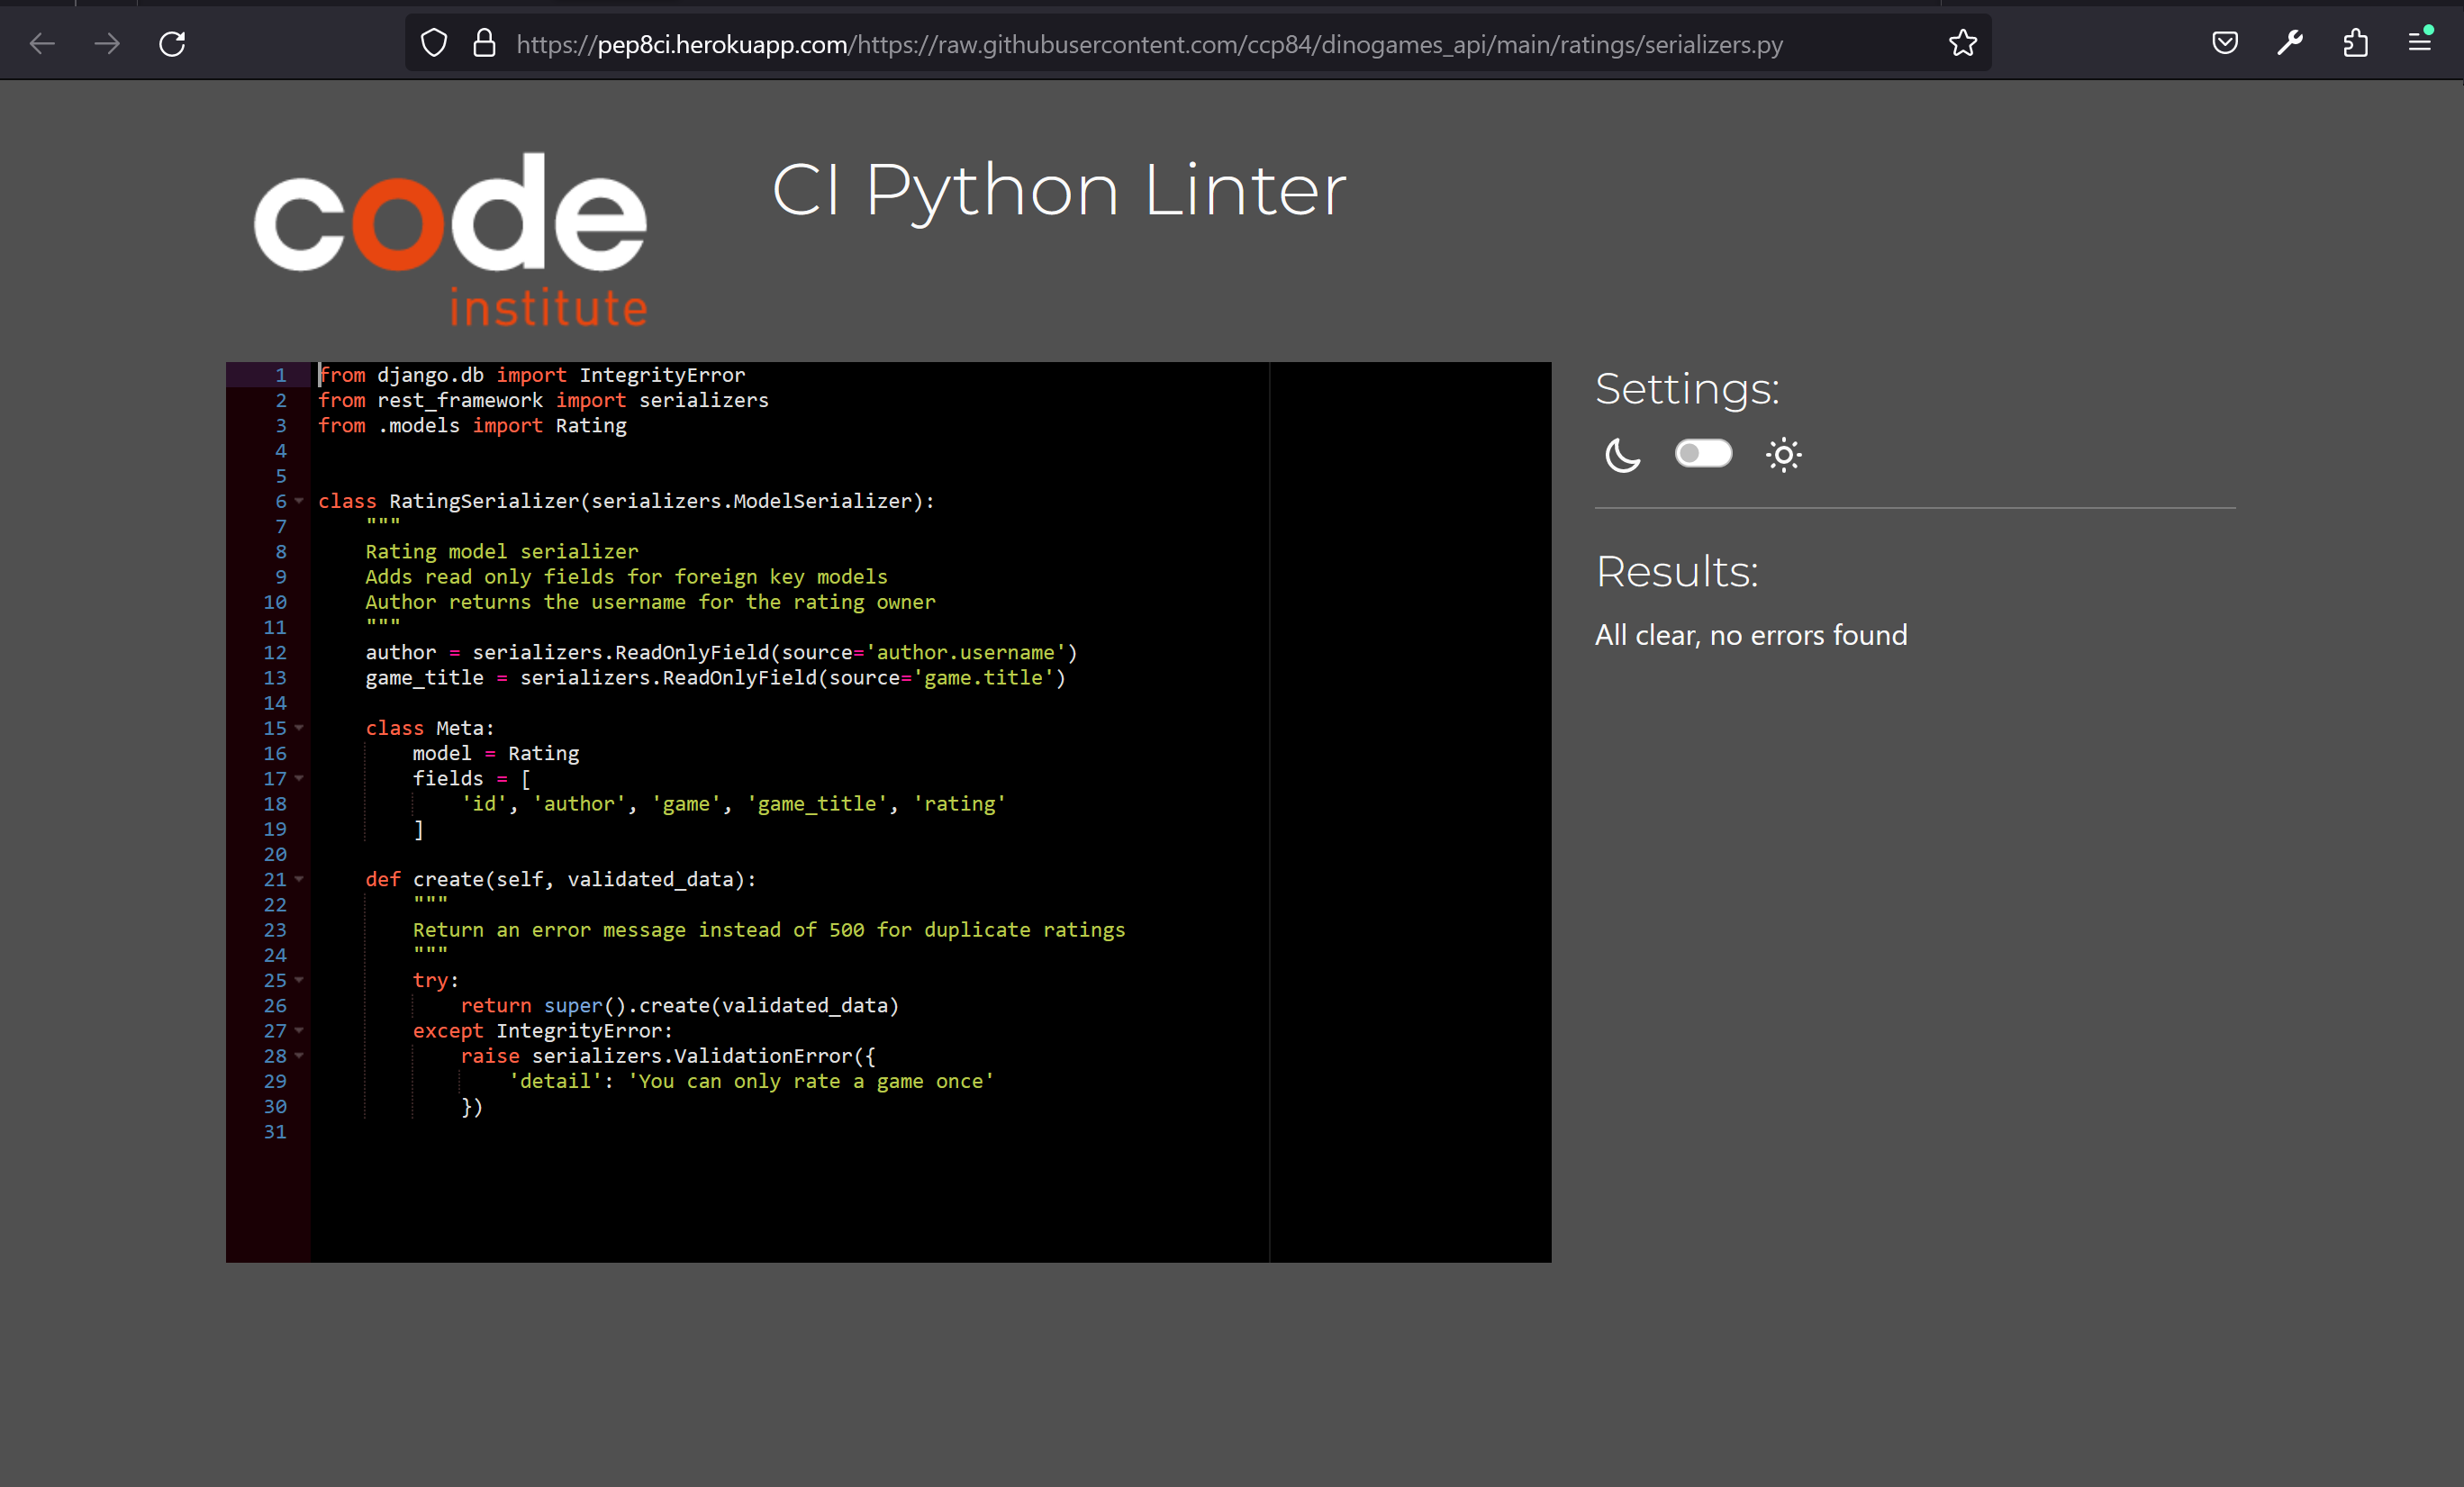 https://pep8ci.herokuapp.com/https://raw.githubusercontent.com/ccp84/dinogames_api/main/ratings/serializers.py
code
institute
CI Python Linter
1 from django.db import IntegrityError
2 from rest_framework import serializers
3 from .models import Rating
4
5
6 class RatingSerializer(serializers.ModelSerializer):
7     """
8     Rating model serializer
9     Adds read only fields for foreign key models
10     Author returns the username for the rating owner
11     """
12     author = serializers.ReadOnlyField(source='author.username')
13     game_title = serializers.ReadOnlyField(source='game.title')
14
15     class Meta:
16         model = Rating
17         fields = [
18             'id', 'author', 'game', 'game_title', 'rating'
19         ]
20
21     def create(self, validated_data):
22         """
23         Return an error message instead of 500 for duplicate ratings
24         """
25         try:
26             return super().create(validated_data)
27         except IntegrityError:
28             raise serializers.ValidationError({
29                 'detail': 'You can only rate a game once'
30             })
31
Settings:
Results:
All clear, no errors found